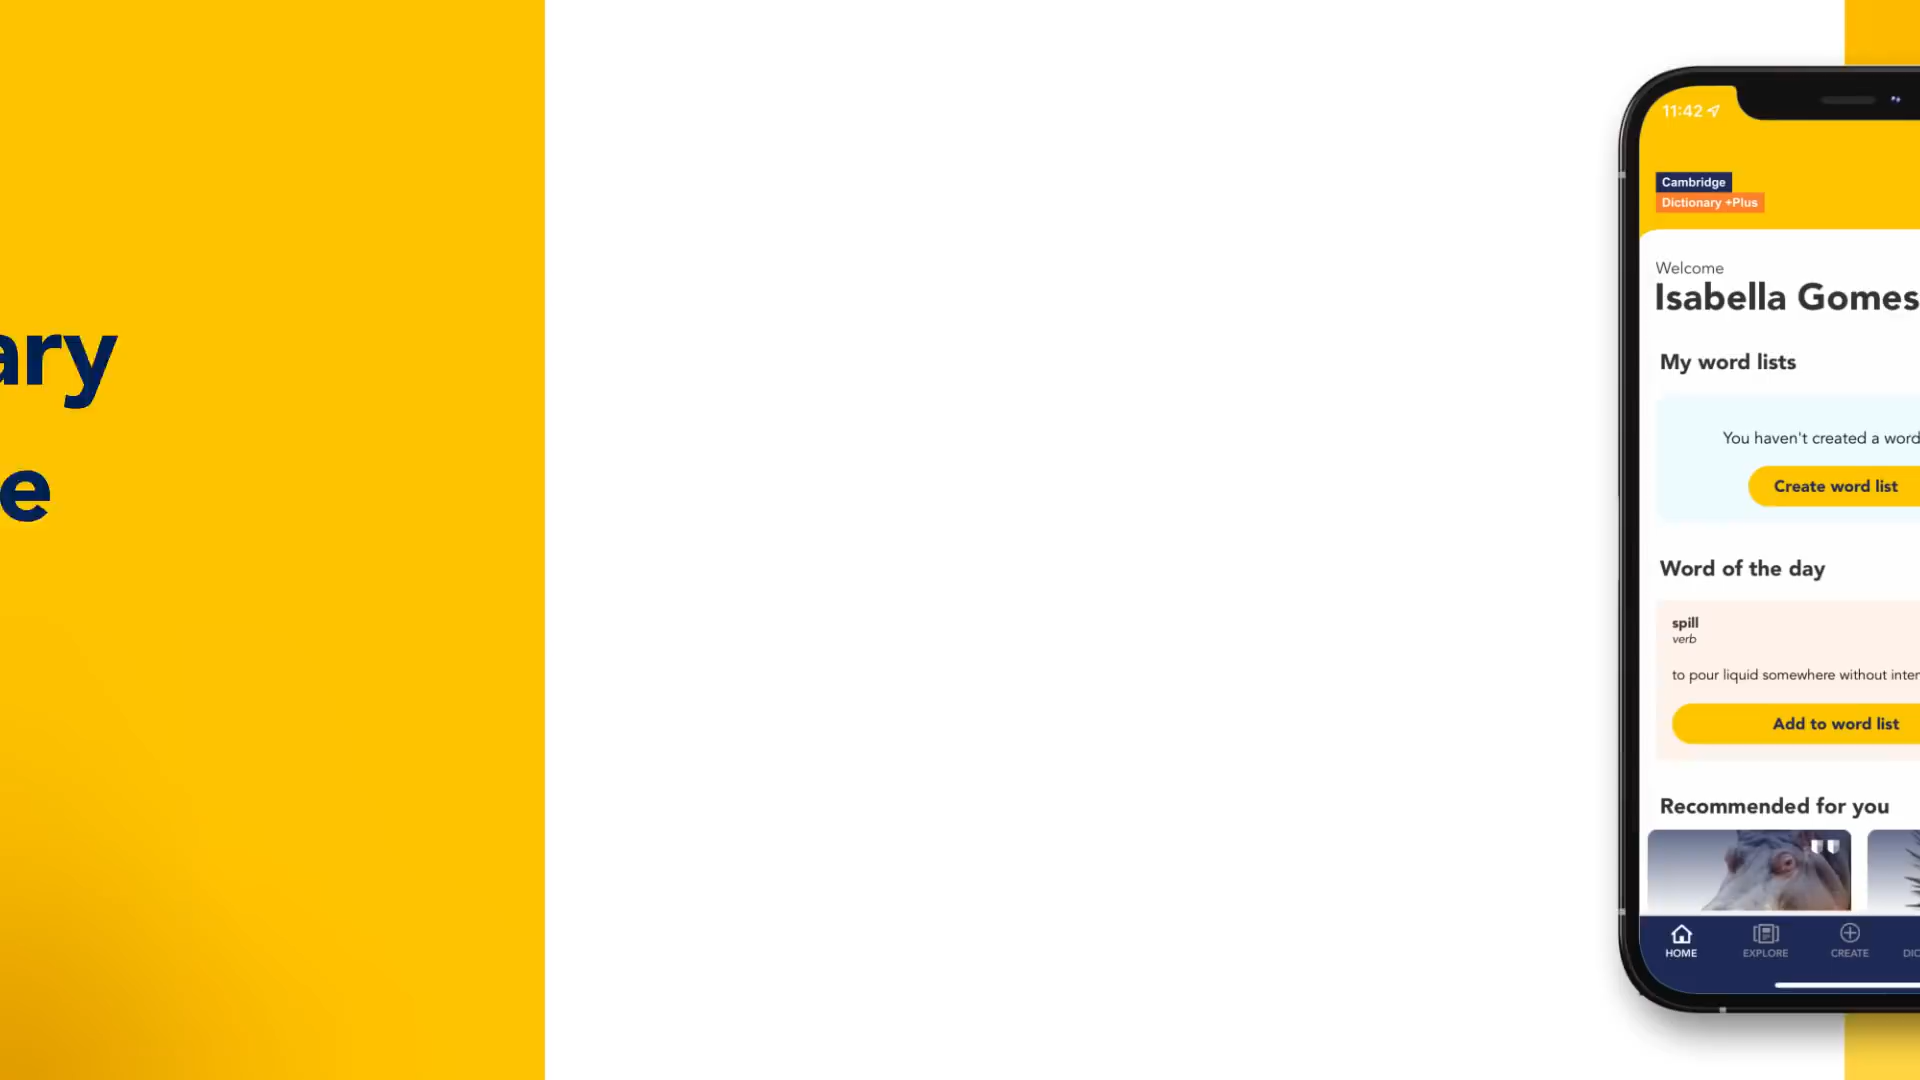 ary
e
11:42
Cambridge
Dictionary +Plus
Welcome
Isabella Gomes
My word lists
You haven't created a word
Create word list
Word of the day
spill
verb
to pour liquid somewhere without inter
Add to word list
Recommended for you
HOME EXPLORE CREATE DIC